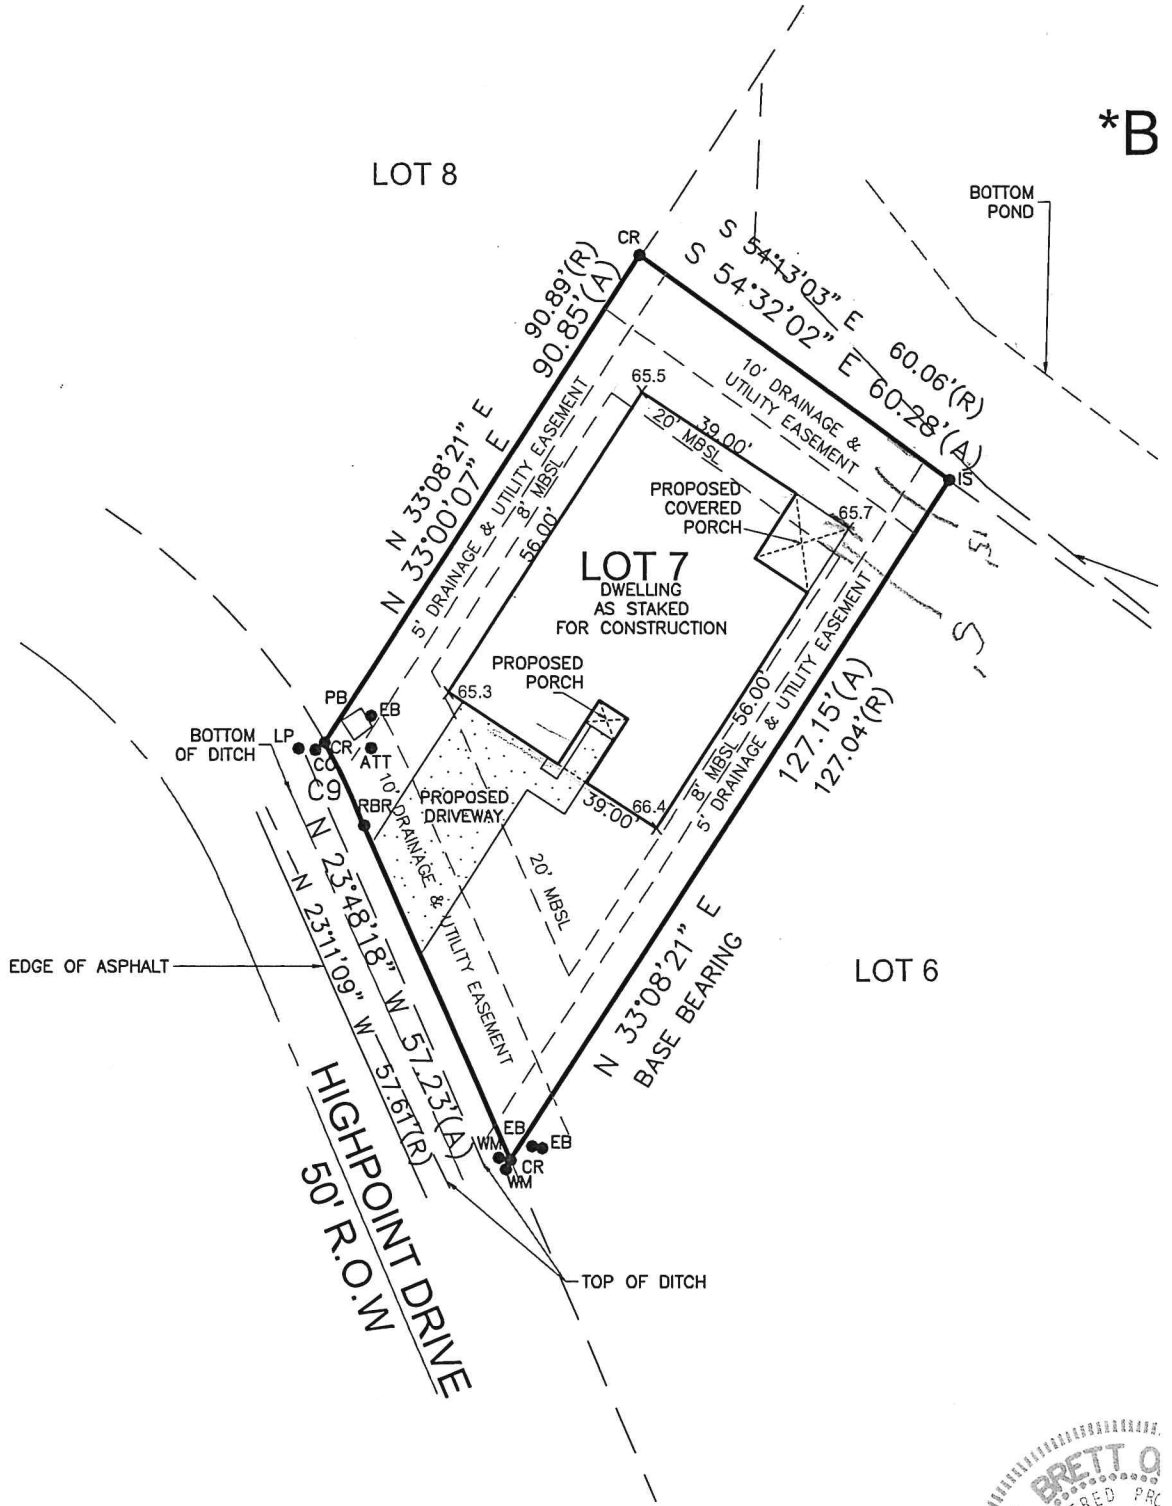 *B
LOT 8
BOTTOM
POND
CR
S 54°13'03" E 60.06'(R)
S 54°32'02" E 60.28'(A)
90.89'(R)
90.85'(A)
N 33°08'21" E
N 33°00'07" E
10' DRAINAGE &
UTILITY EASEMENT
65.5
39.00'
20' MBSL
IS
5' DRAINAGE & UTILITY EASEMENT
8' MBSL
56.00'
PROPOSED
COVERED
PORCH
65.7
LOT 7
DWELLING
AS STAKED
FOR CONSTRUCTION
PROPOSED
PORCH
65.3
PB
EB
BOTTOM
OF DITCH
LP
CR
CO
ATT
C9
RBR
PROPOSED
DRIVEWAY
39.00'
66.4
8' MBSL
56.00'
5' DRAINAGE & UTILITY EASEMENT
127.15'(A)
127.04'(R)
10' DRAINAGE & UTILITY EASEMENT
20' MBSL
N 23°48'18" W 57.23'(A)
N 23°11'09" W 57.61'(R)
EDGE OF ASPHALT
N 33°08'21" E
BASE BEARING
LOT 6
HIGHPOINT DRIVE
50' R.O.W
EB
EB
WM
CR
WM
TOP OF DITCH
BRETT O